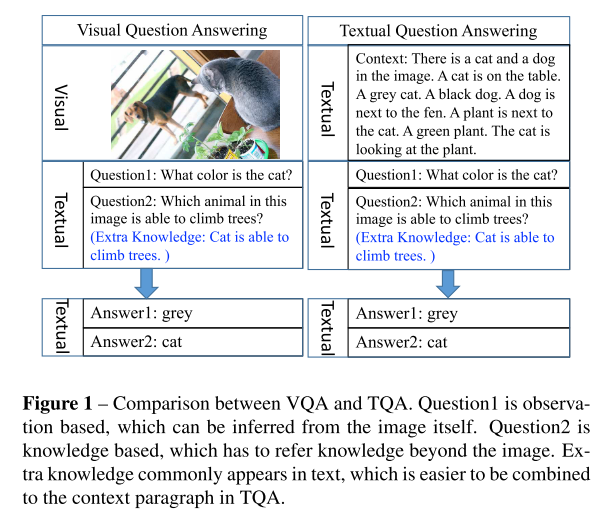 Visual Question Answering
Visual
Textual
Question1: What color is the cat?
Question2: Which animal in this
image is able to climb trees?
(Extra Knowledge: Cat is able to
climb trees. )
Textual
Answer1: grey
Answer2: cat
Textual Question Answering
Textual
Context: There is a cat and a dog
in the image. A cat is on the table.
A grey cat. A black dog. A dog is
next to the fen. A plant is next to
the cat. A green plant. The cat is
looking at the plant.
Textual
Question1: What color is the cat?
Question2: Which animal in this
image is able to climb trees?
(Extra Knowledge: Cat is able to
climb trees. )
Textual
Answer1: grey
Answer2: cat
Figure 1 – Comparison between VQA and TQA. Question1 is observa-
tion based, which can be inferred from the image itself. Question2 is
knowledge based, which has to refer knowledge beyond the image. Ex-
tra knowledge commonly appears in text, which is easier to be combined
to the context paragraph in TQA.